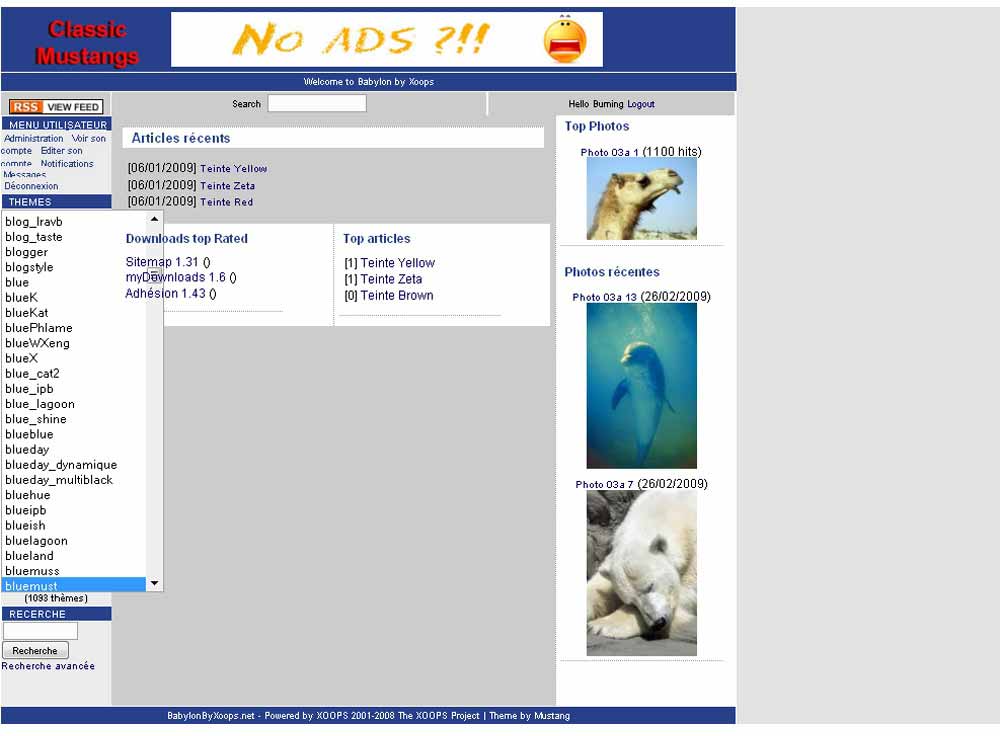 Classic
Mustangs
No ADS ?!!
Welcome to Babylon by Xoops
RSS VIEW FEED
Search
Hello Burning Logout
MENU UTILISATEUR
Administration Voir son
compte Editer son
compte Notifications
Messages
Déconnexion
THEMES
blog_lravb
blog_taste
blogger
blogstyle
blue
blueK
blueKat
bluePhlame
blueWXeng
blueX
blue_cat2
blue_ipb
blue_lagoon
blue_shine
blueblue
blueday
blueday_dynamique
blueday_multiblack
bluehue
blueipb
blueish
bluelagoon
blueland
bluemuss
bluemust
(1093 thèmes)
RECERCHE
Recherche
Recherche avancée
Articles récents
[06/01/2009] Teinte Yellow
[06/01/2009] Teinte Zeta
[06/01/2009] Teinte Red
Downloads top Rated
Sitemap 1.31 ()
myDownloads 1.6 ()
Adhésion 1.43 ()
Top articles
[1] Teinte Yellow
[1] Teinte Zeta
[0] Teinte Brown
Top Photos
Photo 03a 1 (1100 hits)
Photos récentes
Photo 03a 13 (26/02/2009)
Photo 03a 7 (26/02/2009)
BabylonByXoops.net - Powered by XOOPS 2001-2008 The XOOPS Project | Theme by Mustang